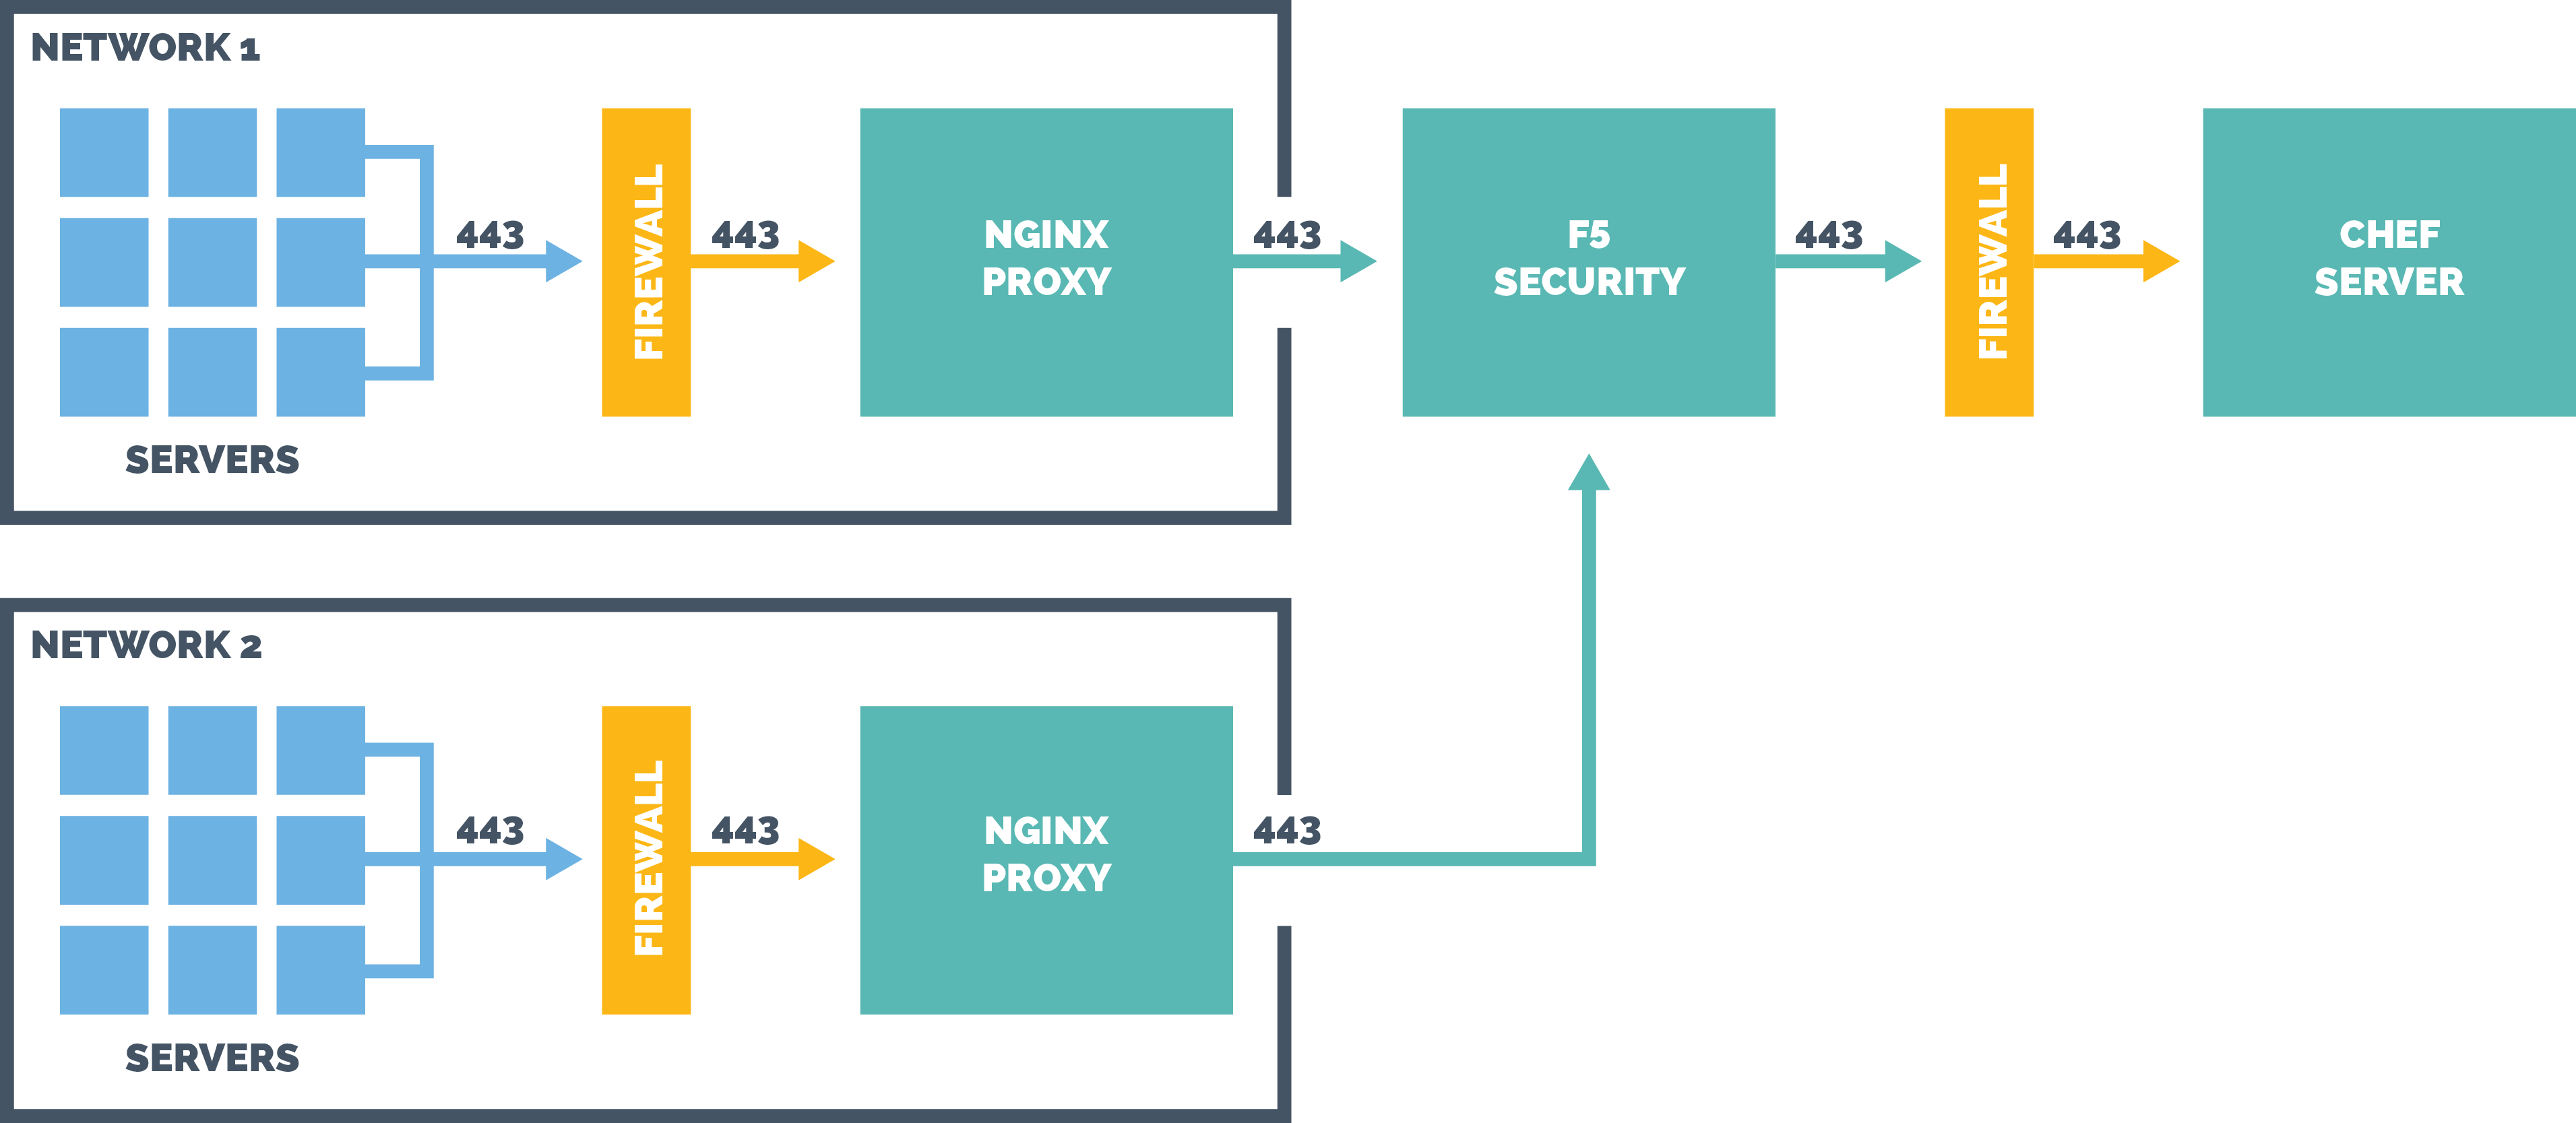 NETWORK 1
443
FIREWALL
443
NGINX
PROXY
443
F5
SECURITY
443
FIREWALL
443
CHEF
SERVER
SERVERS
NETWORK 2
443
FIREWALL
443
NGINX
PROXY
443
SERVERS